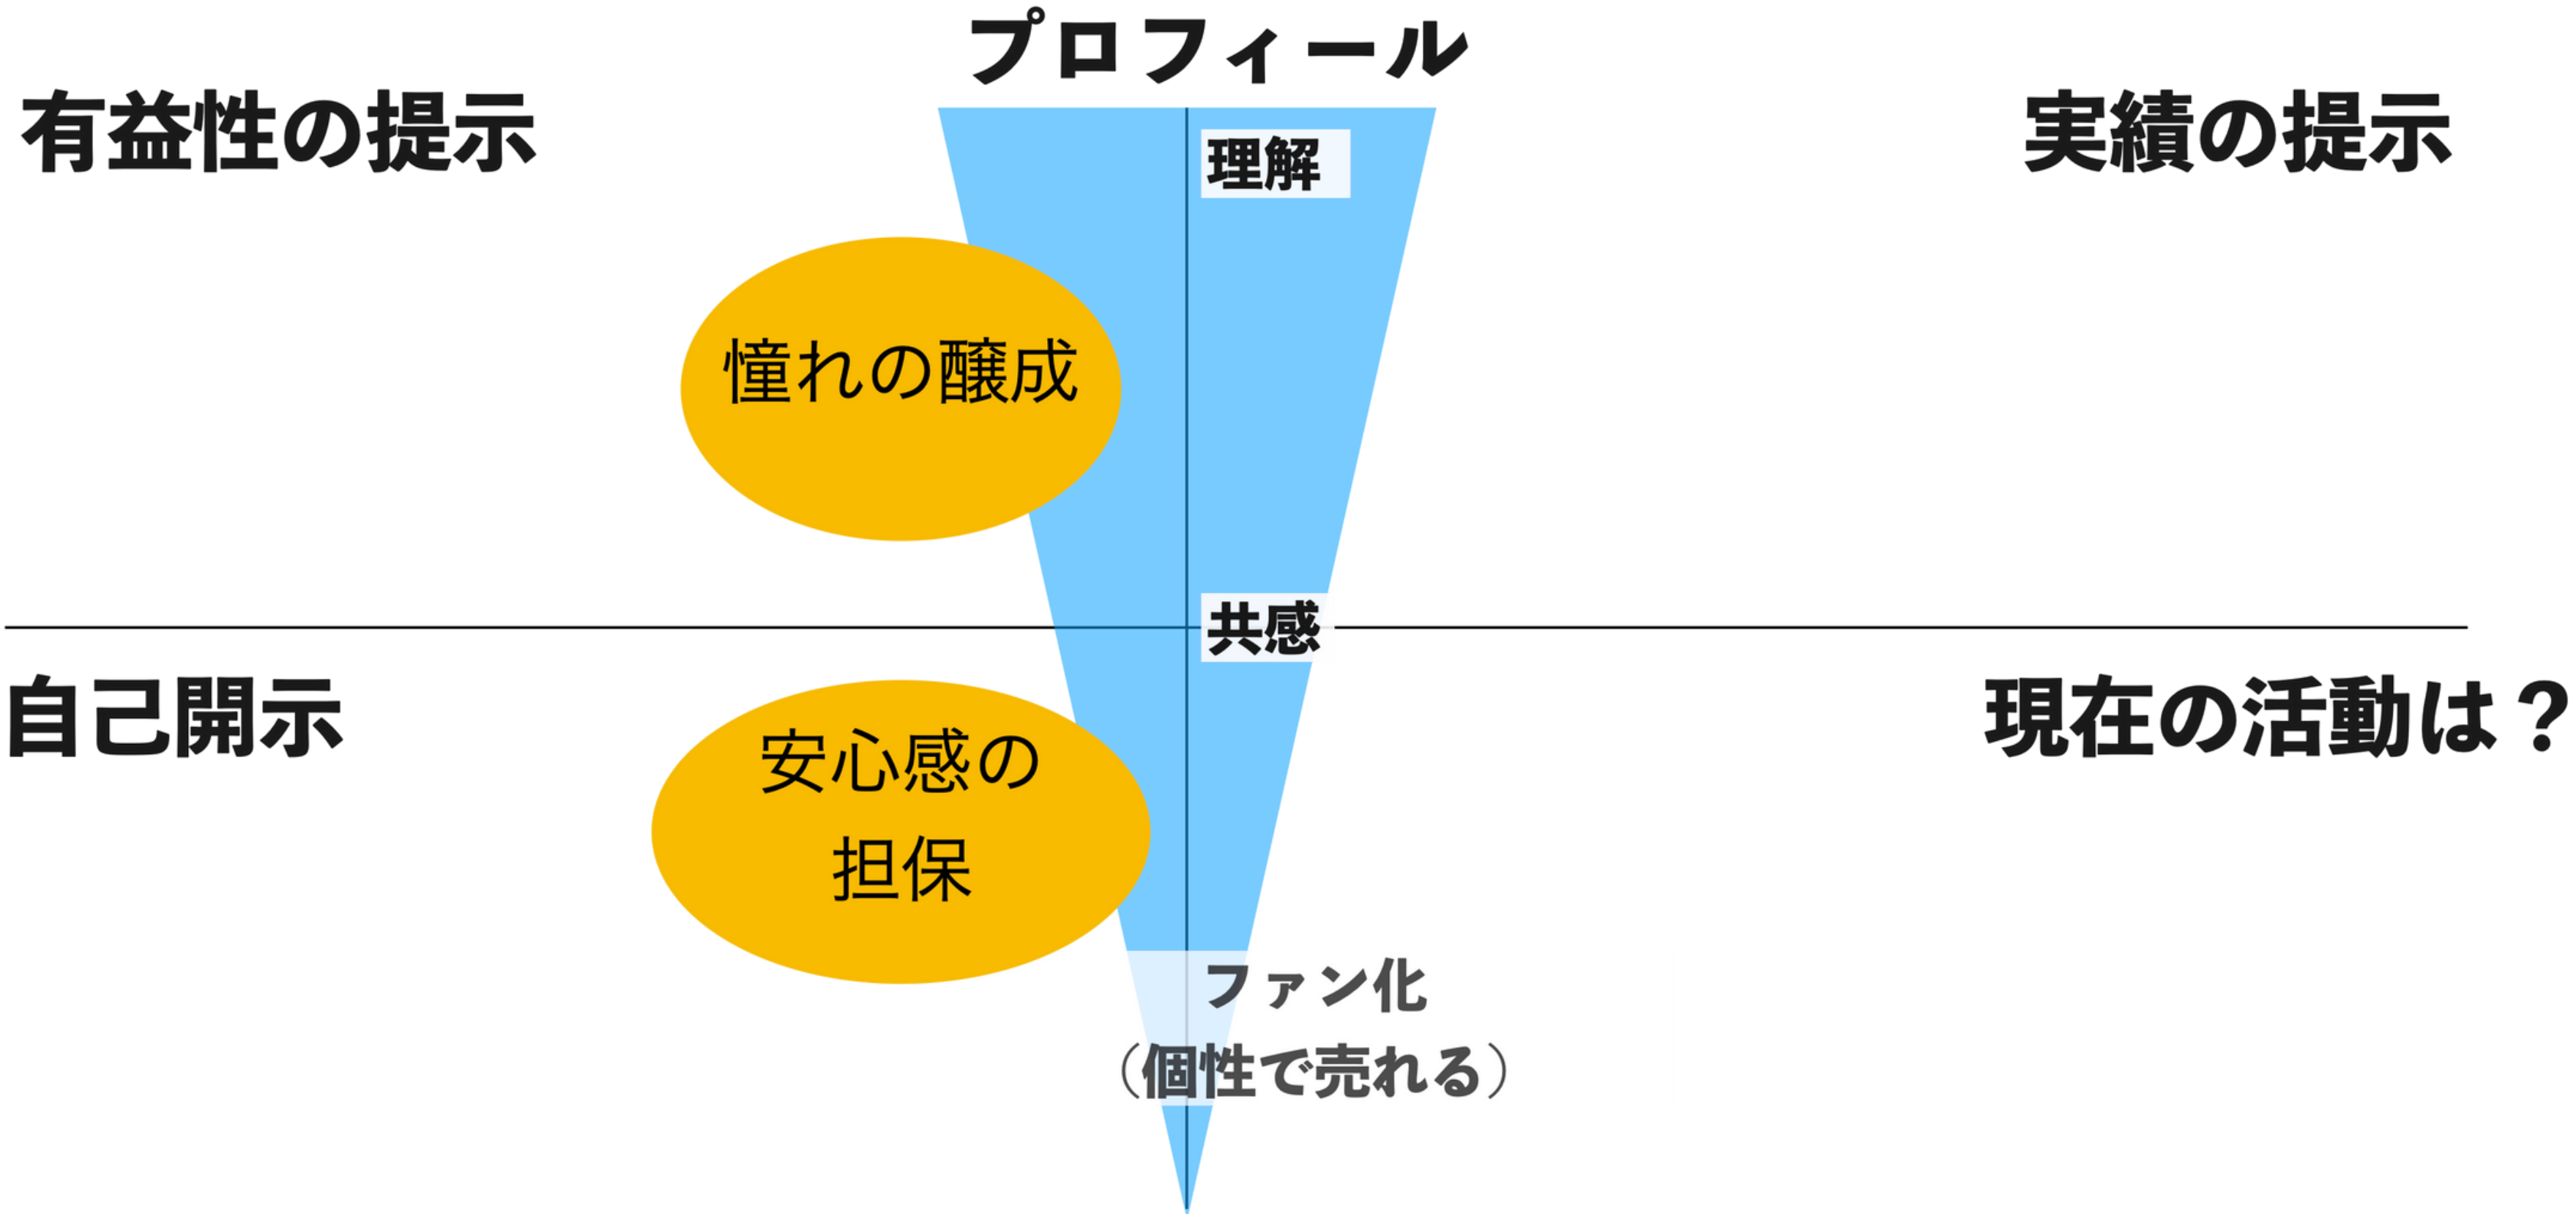 プロフィール
有益性の提示
実績の提示
理解
憧れの醸成
共感
自己開示
現在の活動は？
安心感の
担保
ファン化
（個性で売れる）